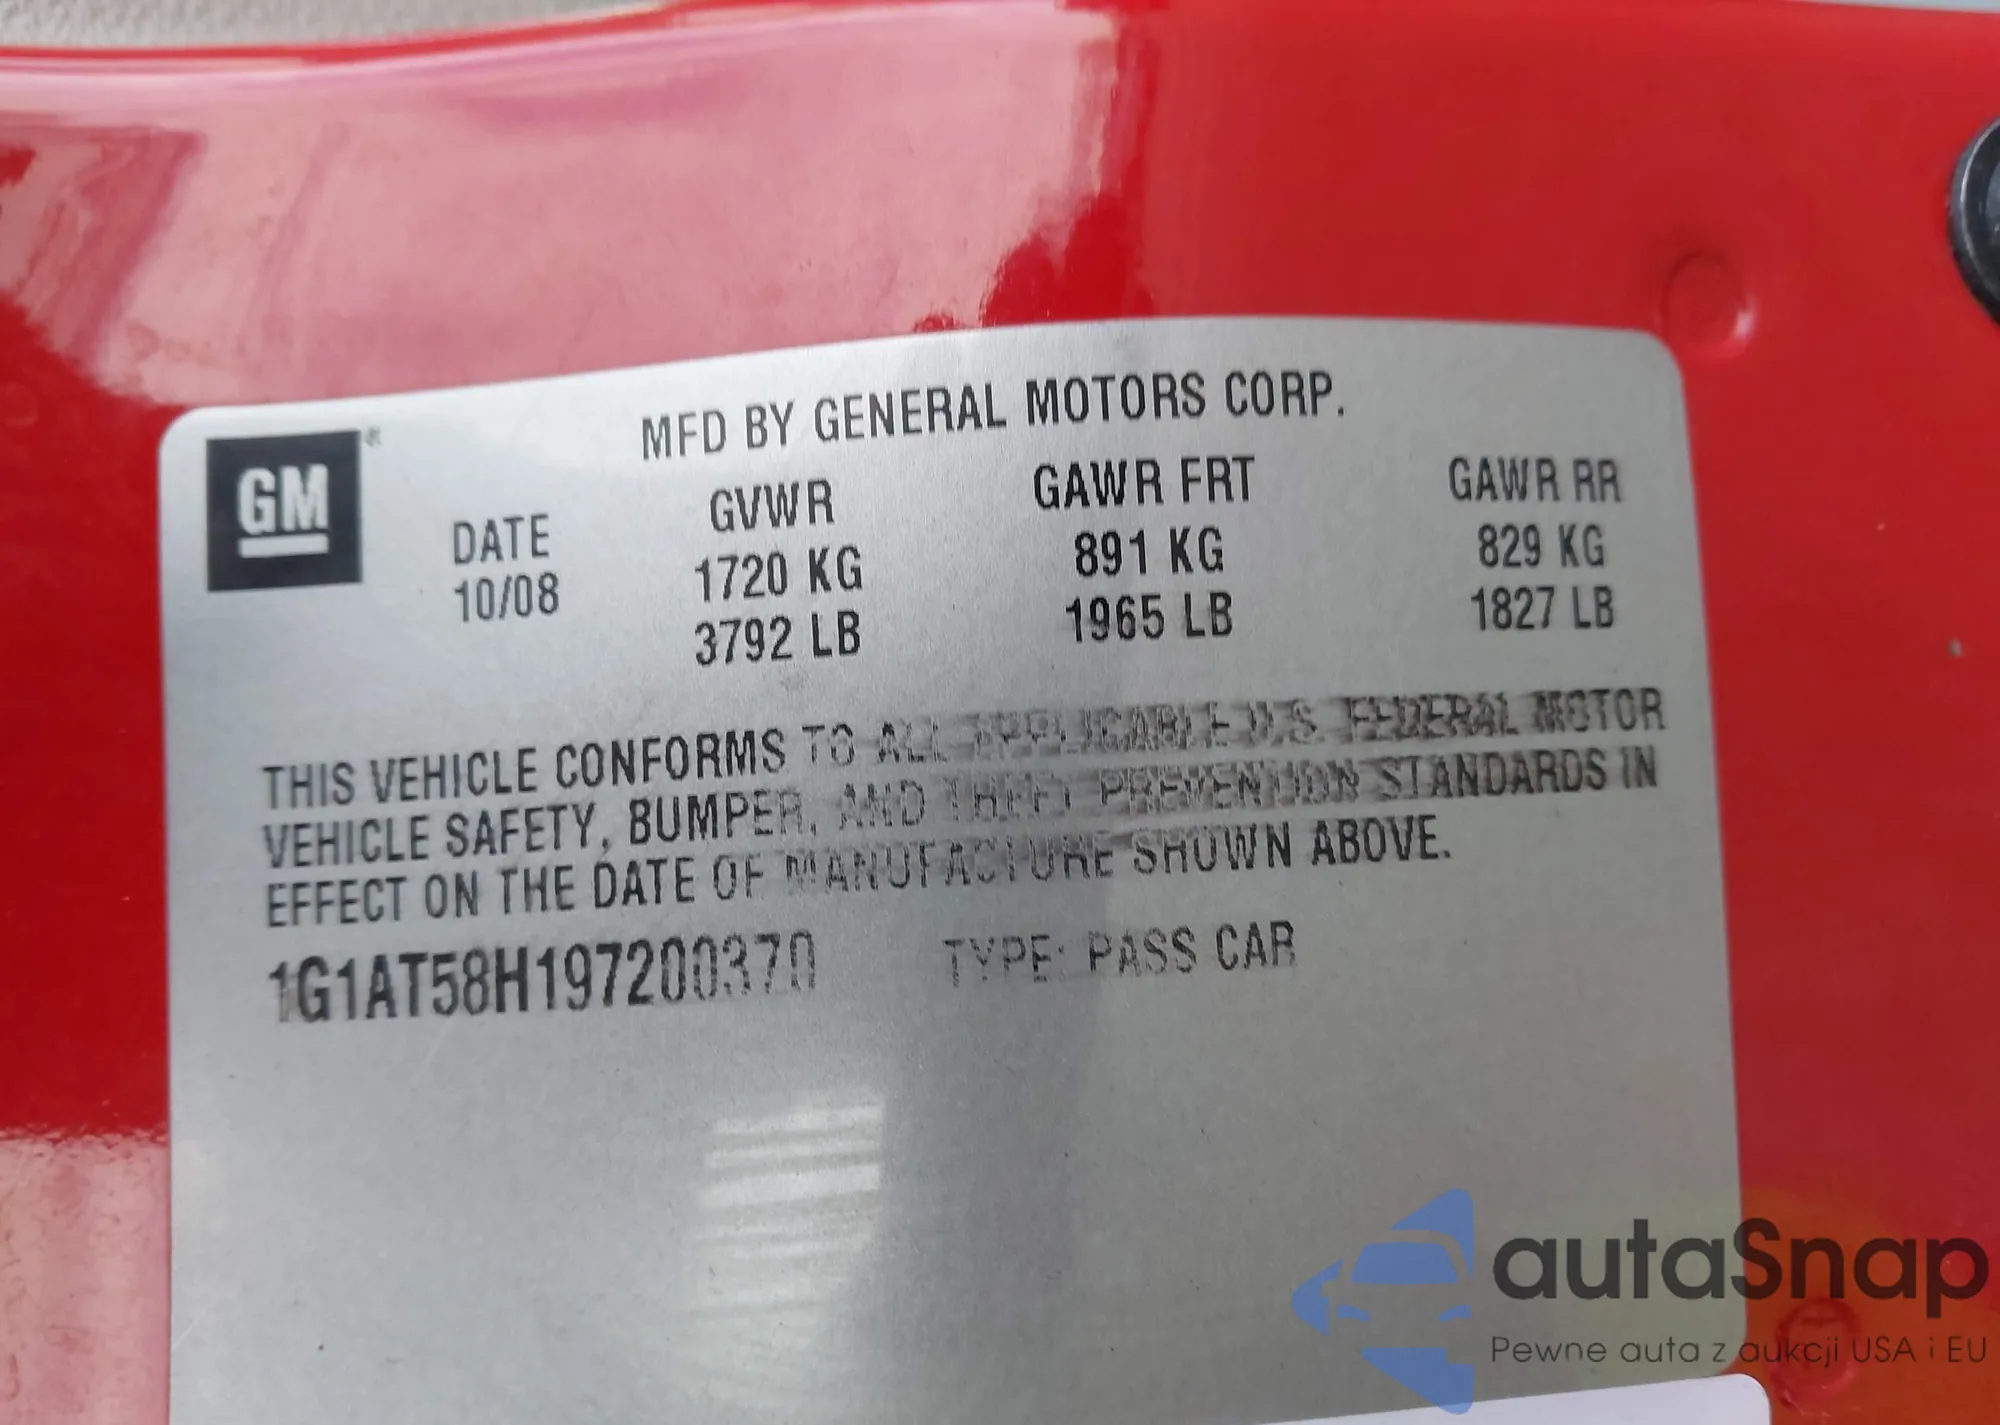 MFD BY GENERAL MOTORS CORP.
GM
®
DATE GVWR GAWR FRT GAWR RR
10/08 1720 KG 891 KG 829 KG
3792 LB 1965 LB 1827 LB
THIS VEHICLE CONFORMS TO ALL APPLICABLE U.S. FEDERAL MOTOR
VEHICLE SAFETY, BUMPER, AND THEFT PREVENTION STANDARDS IN
EFFECT ON THE DATE OF MANUFACTURE SHOWN ABOVE.
1G1AT58H197200370 TYPE: PASS CAR
autaSnap
Pewne auta z aukcji USA i EU